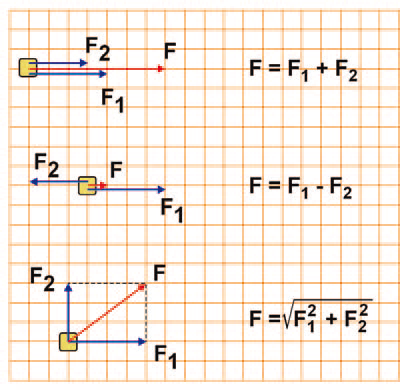 F₂ F
F₁
F = F₁ + F₂
F₂ F
F₁
F = F₁ - F₂
F₂ F
F₁
F = √F₁² + F₂²